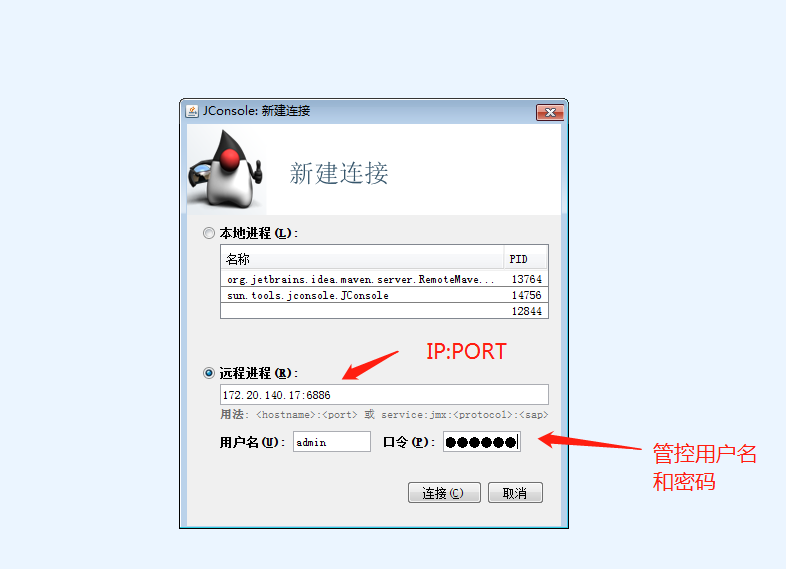 JConsole: 新建连接
新建连接
本地进程(L):
名称 PID
org.jetbrains.idea.maven.server.RemoteMave... 13764
sun.tools.jconsole.JConsole 14756
12844
IP:PORT
远程进程(R):
172.20.140.17:6886
用法: <hostname>:<port> 或 service:jmx:<protocol>:<sap>
用户名(U): admin 口令(P): ●●●●●●
管控用户名
和密码
连接(C) 取消